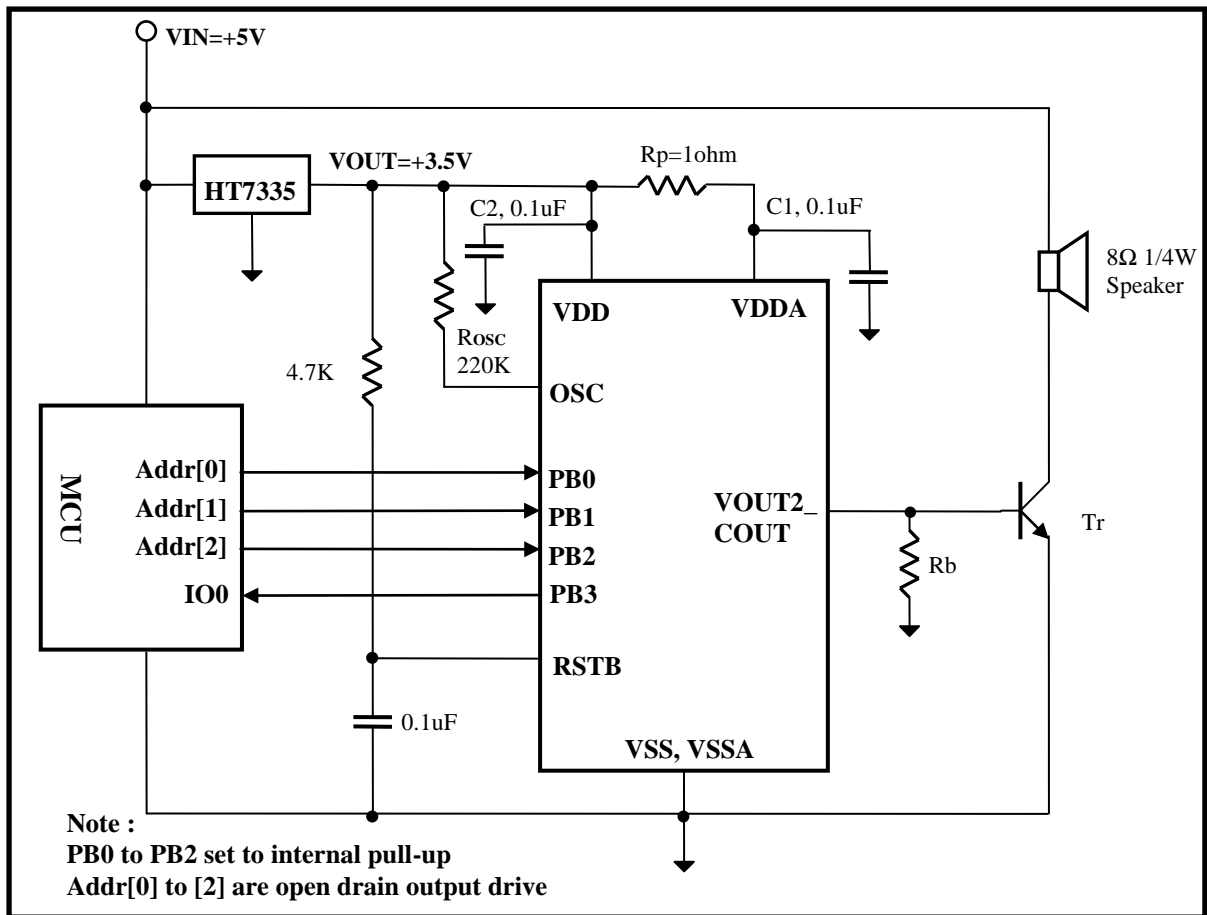 VIN=+5V
VOUT=+3.5V
Rp=1ohm
HT7335
C2, 0.1uF
C1, 0.1uF
8Ω 1/4W
Speaker
VDD
VDDA
Rosc
220K
4.7K
OSC
MCU
Addr[0]
Addr[1]
Addr[2]
IO0
PB0
PB1
PB2
PB3
VOUT2_
COUT
Tr
Rb
RSTB
0.1uF
VSS, VSSA
Note :
PB0 to PB2 set to internal pull-up
Addr[0] to [2] are open drain output drive